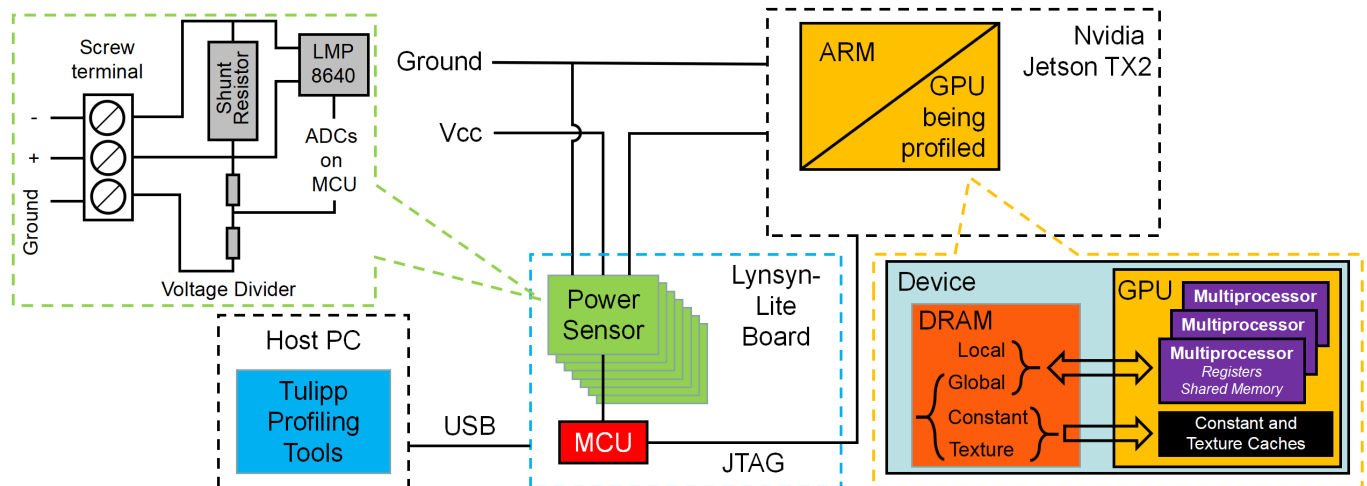 Screw
terminal
-
+
Ground
Shunt
Resistor
LMP
8640
ADCs
on
MCU
Voltage Divider
Ground
Vcc
ARM
GPU
being
profiled
Nvidia
Jetson TX2
Host PC
Tulipp
Profiling
Tools
USB
Power
Sensor
Lynsyn-
Lite
Board
MCU
JTAG
Device
DRAM
Local
Global
Constant
Texture
GPU
Multiprocessor
Multiprocessor
Multiprocessor
Registers
Shared Memory
Constant and
Texture Caches